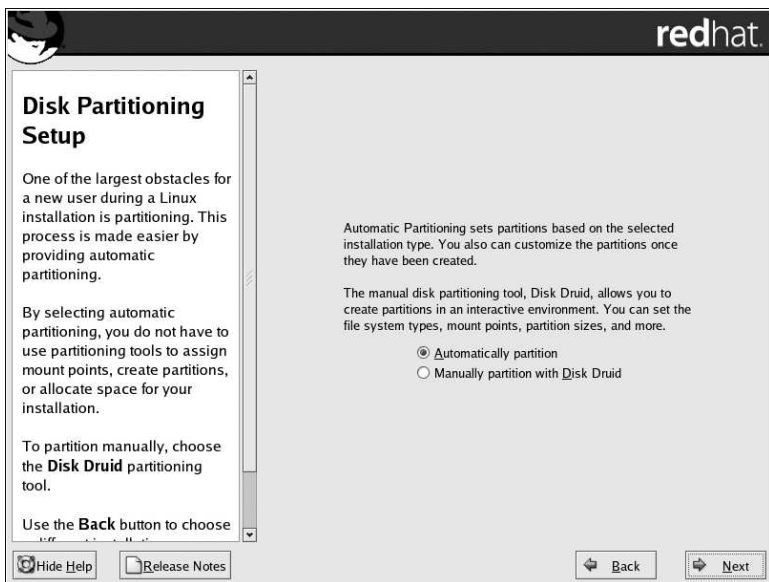 redhat.
Disk Partitioning
Setup
One of the largest obstacles for
a new user during a Linux
installation is partitioning. This
process is made easier by
providing automatic
partitioning.
By selecting automatic
partitioning, you do not have to
use partitioning tools to assign
mount points, create partitions,
or allocate space for your
installation.
To partition manually, choose
the Disk Druid partitioning
tool.
Use the Back button to choose
Automatic Partitioning sets partitions based on the selected
installation type. You also can customize the partitions once
they have been created.
The manual disk partitioning tool, Disk Druid, allows you to
create partitions in an interactive environment. You can set the
file system types, mount points, partition sizes, and more.
Automatically partition
Manually partition with Disk Druid
Hide Help
Release Notes
Back
Next